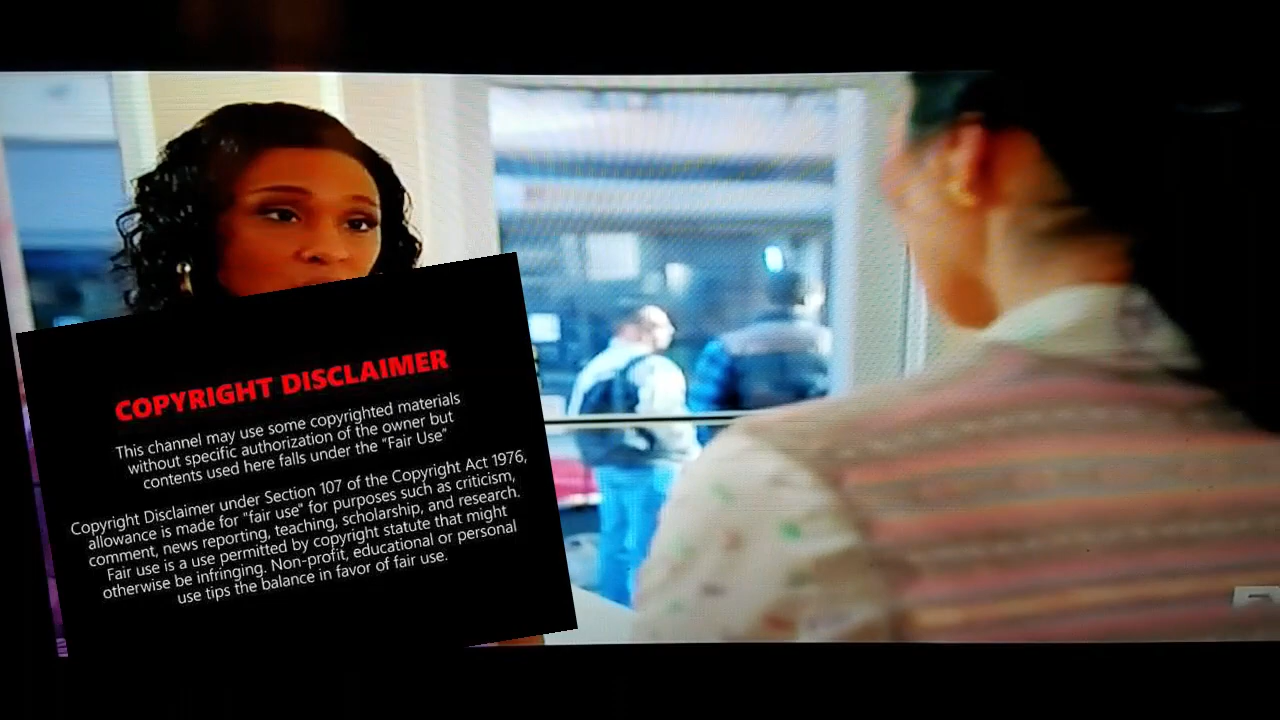 COPYRIGHT DISCLAIMER
This channel may use some copyrighted materials
without specific authorization of the owner but
contents used here falls under the "Fair Use"
Copyright Disclaimer under Section 107 of the Copyright Act 1976,
allowance is made for "fair use" for purposes such as criticism,
comment, news reporting, teaching, scholarship, and research.
Fair use is a use permitted by copyright statute that might
otherwise be infringing. Non-profit, educational or personal
use tips the balance in favor of fair use.